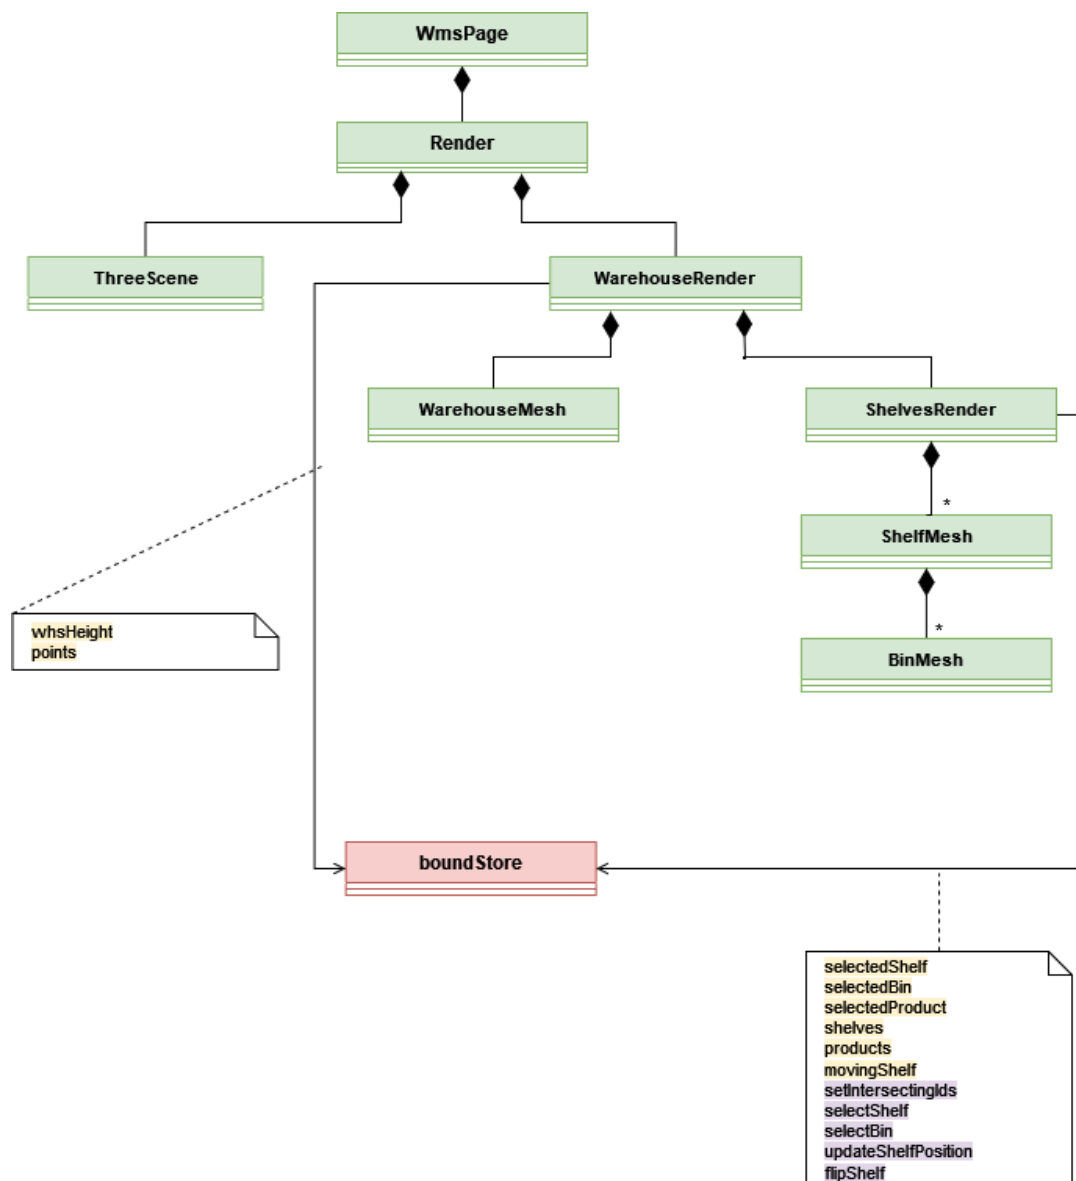 WmsPage
Render
ThreeScene
WarehouseRender
WarehouseMesh
ShelvesRender
*
ShelfMesh
*
BinMesh
whsHeight
points
boundStore
selectedShelf
selectedBin
selectedProduct
shelves
products
movingShelf
setIntersectingIds
selectShelf
selectBin
updateShelfPosition
flipShelf